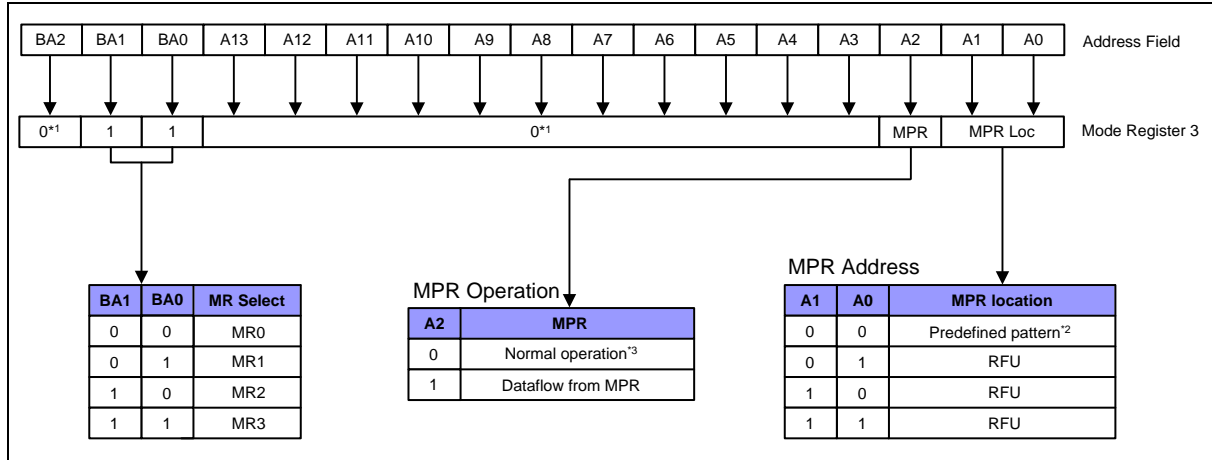 BA2 BA1 BA0 A13 A12 A11 A10 A9 A8 A7 A6 A5 A4 A3 A2 A1 A0 Address Field
0*1 1 1 0*1 MPR MPR Loc Mode Register 3
BA1 BA0 MR Select
0 0 MR0
0 1 MR1
1 0 MR2
1 1 MR3
MPR Operation
A2 MPR
0 Normal operation*3
1 Dataflow from MPR
MPR Address
A1 A0 MPR location
0 0 Predefined pattern*2
0 1 RFU
1 0 RFU
1 1 RFU